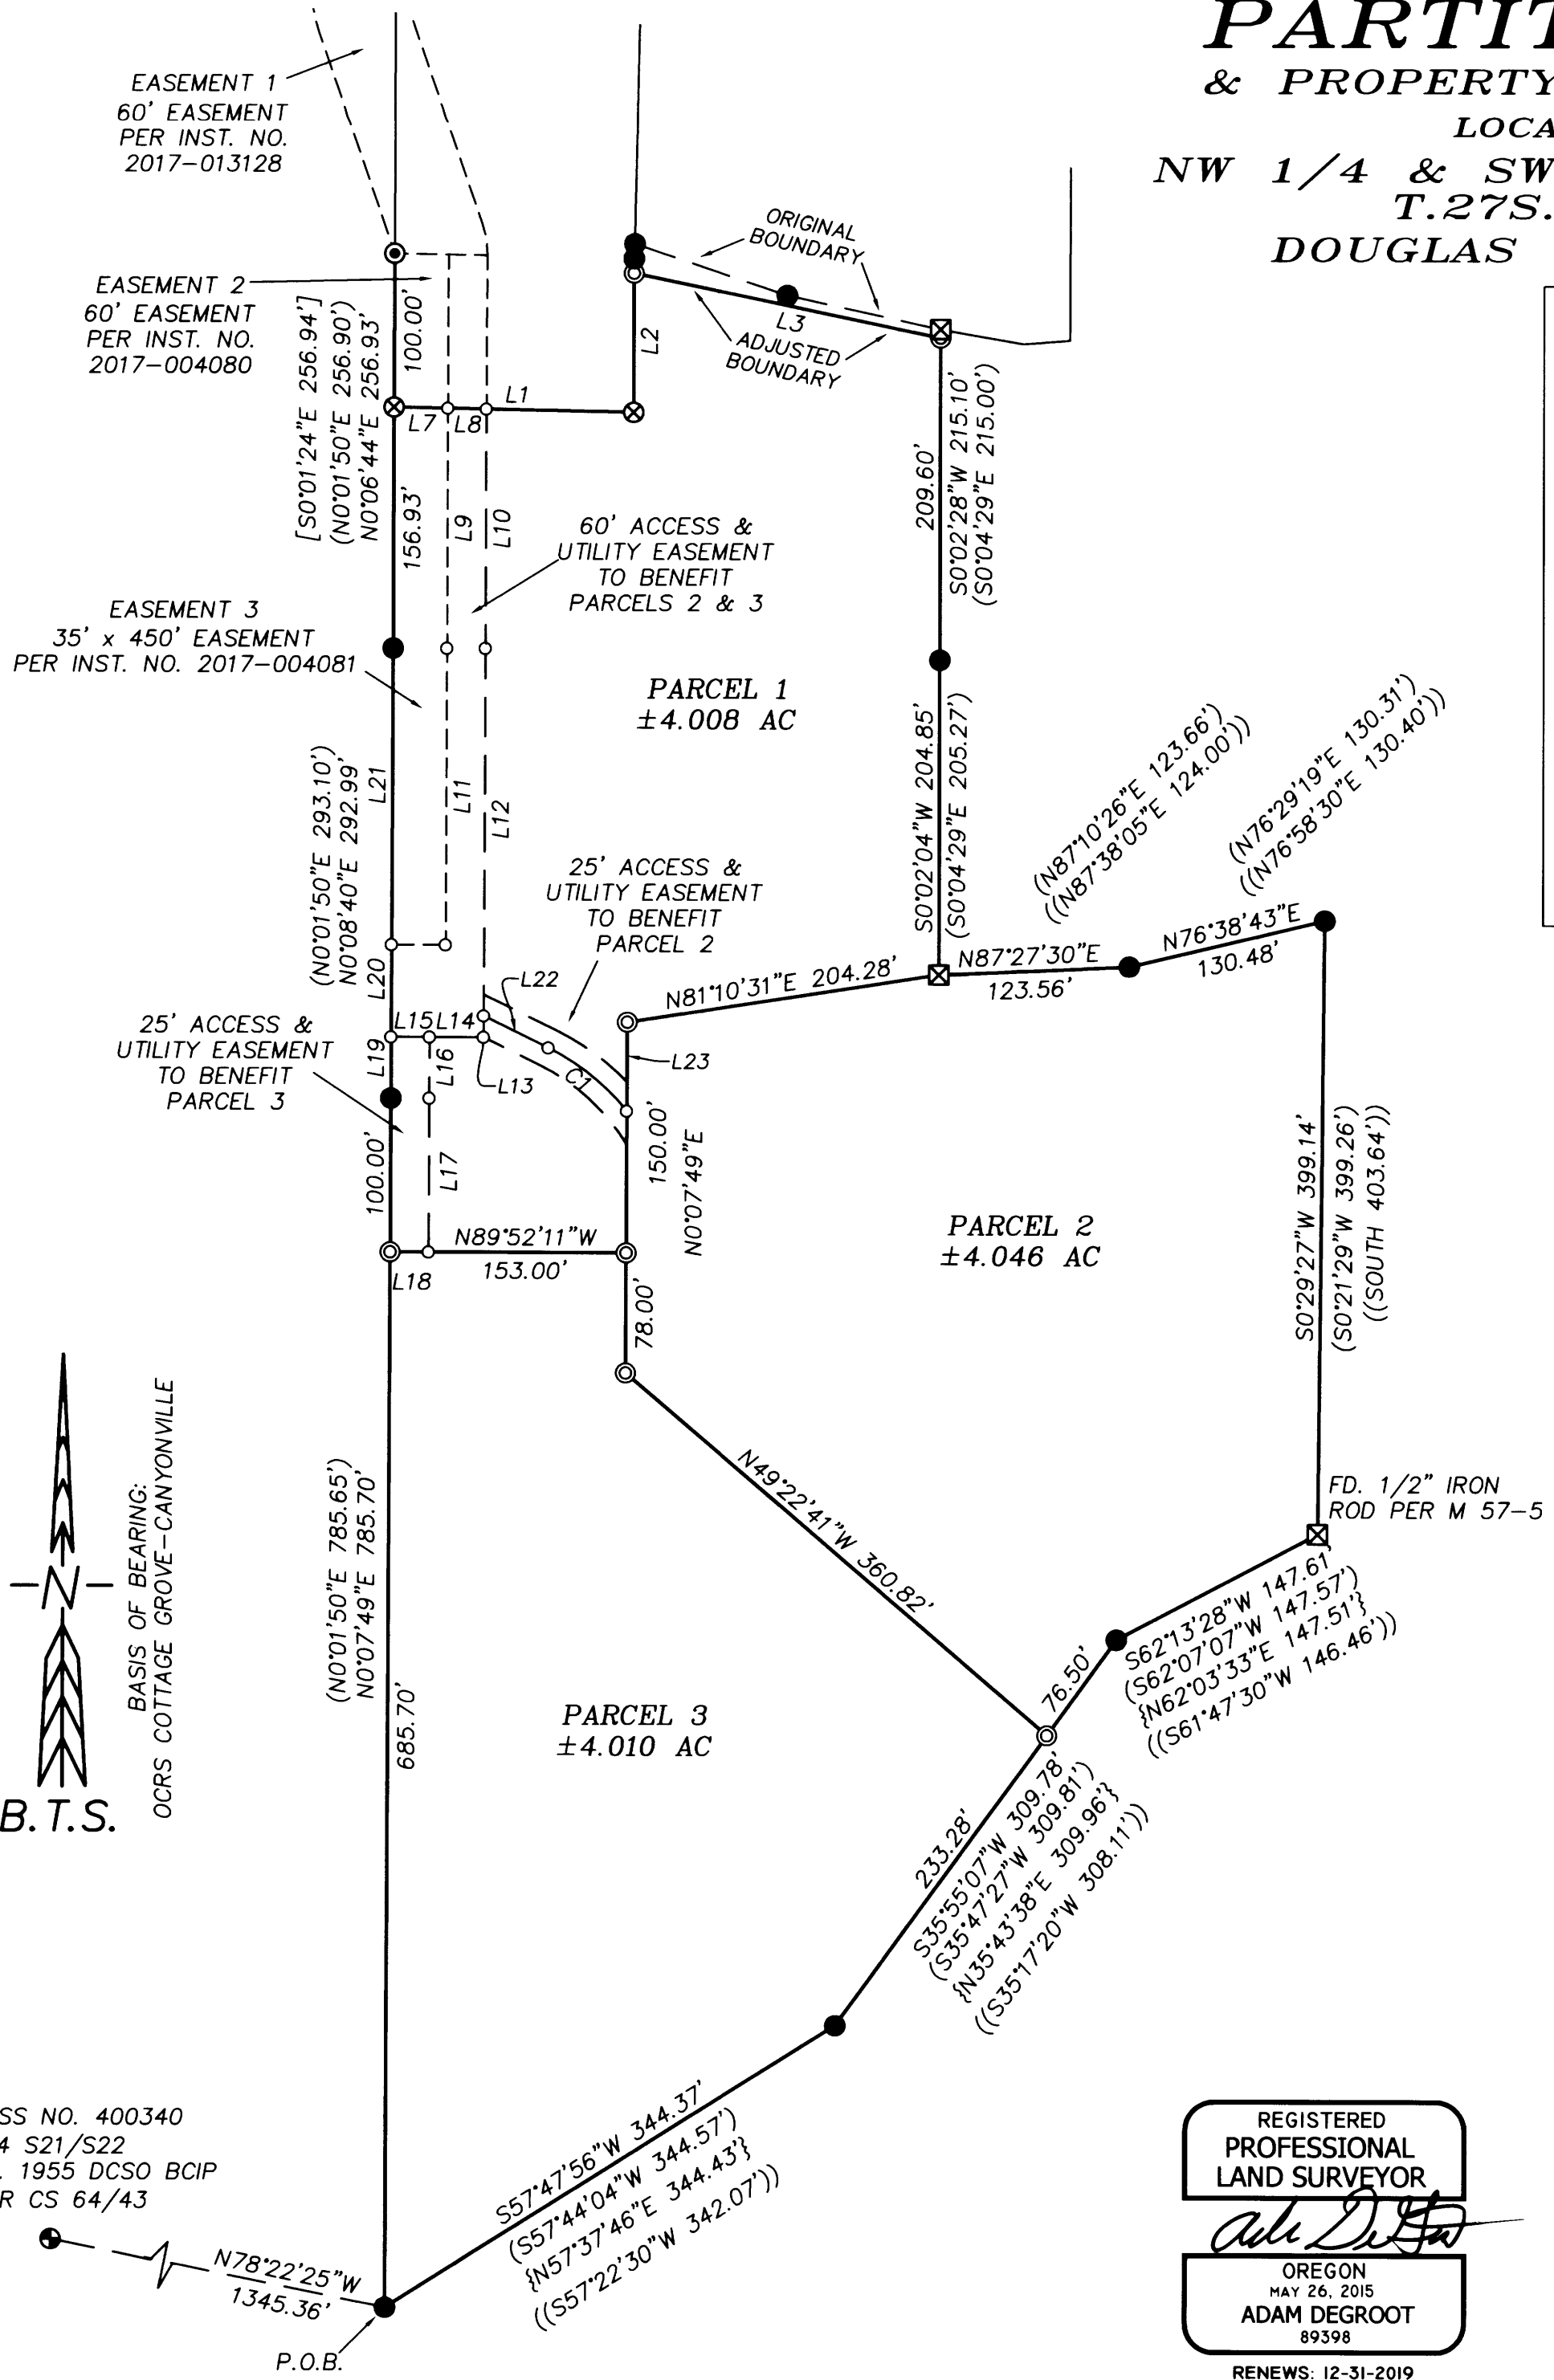 PARTIT
& PROPERTY
LOCA
NW 1/4 & SW
T.27S.
DOUGLAS
EASEMENT 1
60' EASEMENT
PER INST. NO.
2017-013128
ORIGINAL
BOUNDARY
EASEMENT 2
60' EASEMENT
PER INST. NO.
2017-004080
[S0°01'24"E 256.94']
(N0°01'50"E 256.90')
N0°06'44"E 256.93'
100.00'
L2
L3
ADJUSTED
BOUNDARY
L1
L7
L8
156.93'
L9
L10
209.60'
S0°02'28"W 215.10'
(S0°04'29"E 215.00')
60' ACCESS &
UTILITY EASEMENT
TO BENEFIT
PARCELS 2 & 3
EASEMENT 3
35' x 450' EASEMENT
PER INST. NO. 2017-004081
PARCEL 1
±4.008 AC
(N0°01'50"E 293.10')
N0°08'40"E 292.99'
L21
L11
L12
S0°02'04"W 204.85'
(S0°04'29"E 205.27')
(N87°10'26"E 123.66')
((N87°38'05"E 124.00'))
(N76°29'19"E 130.31')
((N76°58'30"E 130.40'))
25' ACCESS &
UTILITY EASEMENT
TO BENEFIT
PARCEL 2
L20
L22
N81°10'31"E 204.28'
N87°27'30"E
123.56'
N76°38'43"E
130.48'
25' ACCESS &
UTILITY EASEMENT
TO BENEFIT
PARCEL 3
L15
L14
L19
L16
L13
C1
L23
100.00'
L17
150.00'
N0°07'49"E
N89°52'11"W
153.00'
L18
78.00'
PARCEL 2
±4.046 AC
S0°29'27"W 399.14'
(S0°21'29"W 399.26')
((SOUTH 403.64'))
FD. 1/2" IRON
ROD PER M 57-5
N
B.T.S.
BASIS OF BEARING:
OCRS COTTAGE GROVE-CANYONVILLE
(N0°01'50"E 785.65')
N0°07'49"E 785.70'
685.70'
N49°22'41"W 360.82'
S62°13'28"W 147.61'
(S62°07'07"W 147.57')
{N62°03'33"E 147.51'}
((S61°47'30"W 146.46'))
76.50'
PARCEL 3
±4.010 AC
233.28'
S35°55'07"W 309.78'
(S35°47'27"W 309.81')
{N35°43'38"E 309.96'}
((S35°17'20"W 308.11'))
S57°47'56"W 344.37'
(S57°44'04"W 344.57')
{N57°37'46"E 344.43'}
((S57°22'30"W 342.07'))
SS NO. 400340
4 S21/S22
. 1955 DCSO BCIP
R CS 64/43
N78°22'25"W
1345.36'
P.O.B.
REGISTERED
PROFESSIONAL
LAND SURVEYOR
OREGON
MAY 26, 2015
ADAM DEGROOT
89398
RENEWS: 12-31-2019